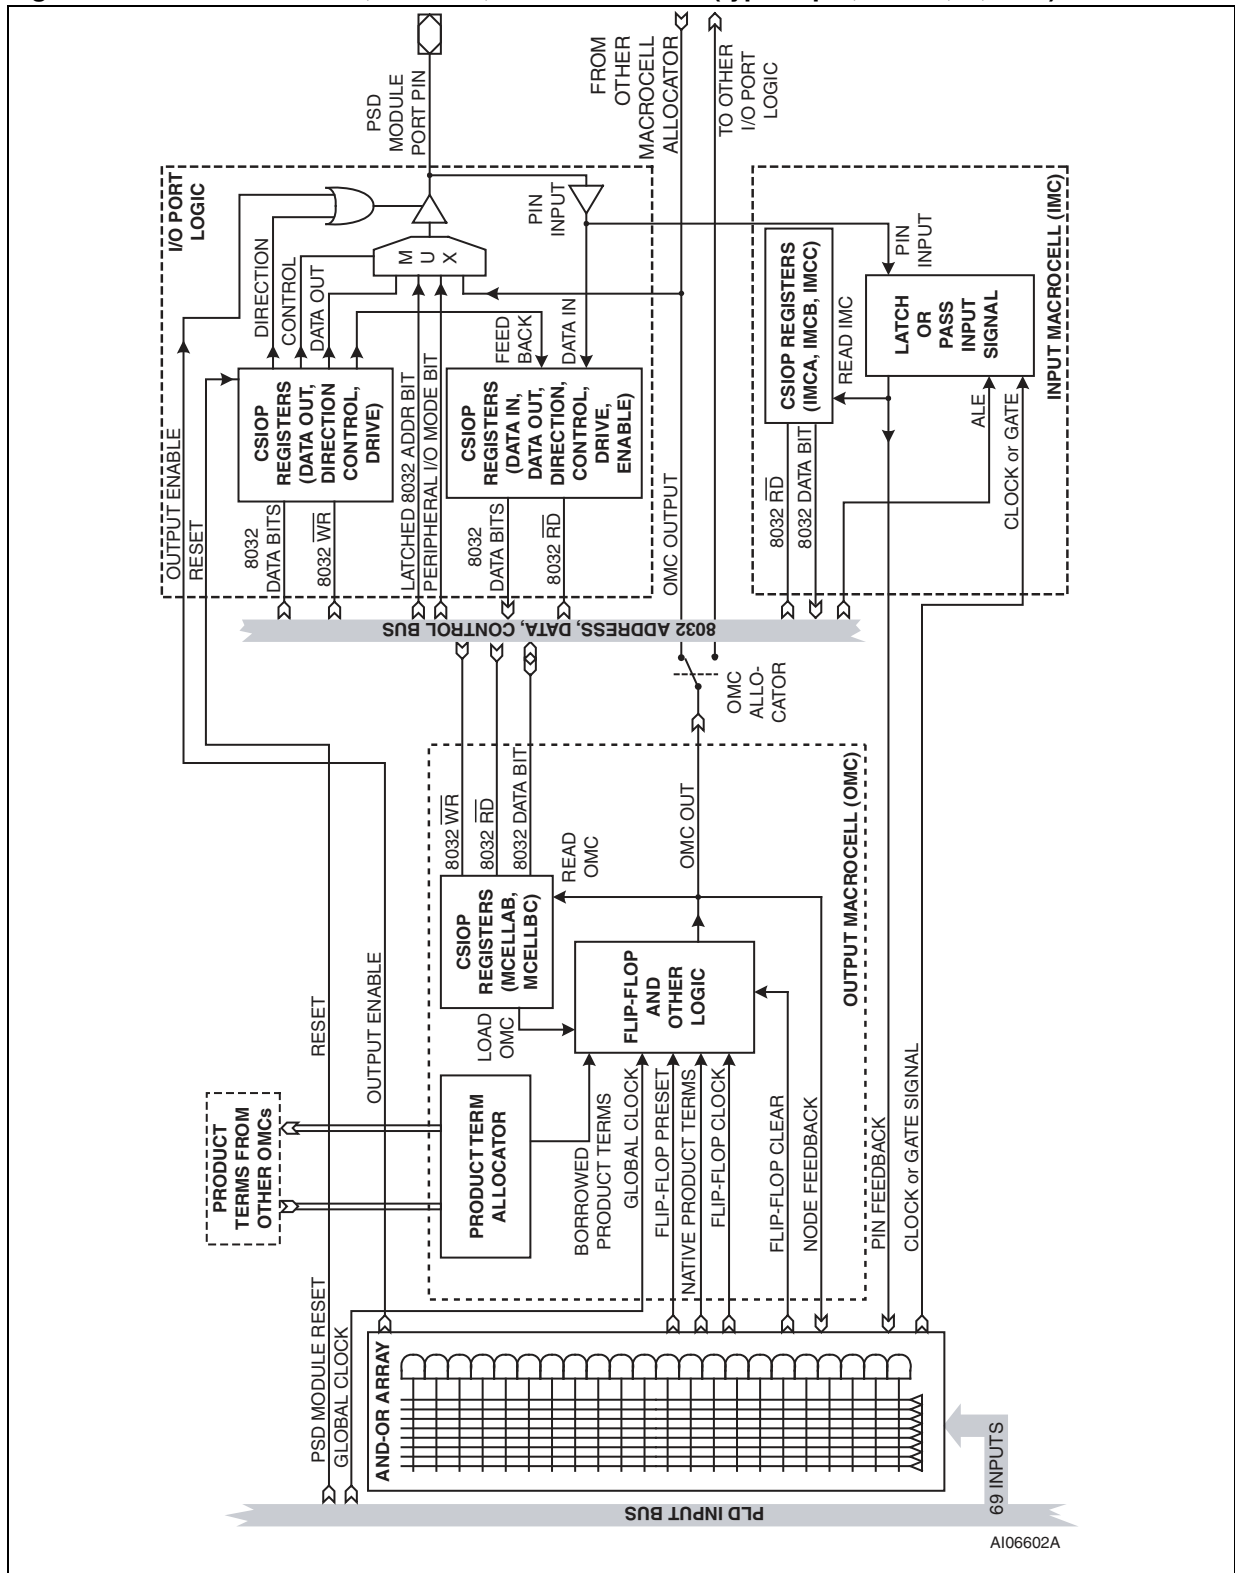 PSD
MODULE
PORT PIN
FROM
OTHER
MACROCELL
ALLOCATOR
TO OTHER
I/O PORT
LOGIC
I/O PORT
LOGIC
DIRECTION
CONTROL
DATA OUT
M
U
X
PIN
INPUT
FEED
BACK
DATA IN
OUTPUT ENABLE
RESET
CSIOP
REGISTERS
(DATA OUT,
DIRECTION
CONTROL,
DRIVE)
LATCHED 8032 ADDR BIT
PERIPHERAL I/O MODE BIT
CSIOP
REGISTERS
(DATA IN,
DATA OUT,
DIRECTION,
CONTROL,
DRIVE,
ENABLE)
8032
DATA BITS
8032 WR
8032
DATA BITS
8032 RD
OMC OUTPUT
INPUT MACROCELL (IMC)
PIN
INPUT
CSIOP REGISTERS
(IMCA, IMCB, IMCC)
READ IMC
LATCH
OR
PASS
INPUT
SIGNAL
8032 RD
8032 DATA BIT
ALE
CLOCK or GATE
8032 ADDRESS, DATA, CONTROL BUS
OMC
ALLO-
CATOR
OUTPUT MACROCELL (OMC)
8032 WR
8032 RD
8032 DATA BIT
READ
OMC
OMC OUT
CSIOP
REGISTERS
(MCELLAB,
MCELLBC)
LOAD
OMC
FLIP-FLOP
AND
OTHER
LOGIC
RESET
OUTPUT ENABLE
PRODUCT
TERMS FROM
OTHER OMCs
PRODUCT TERM
ALLOCATOR
BORROWED
PRODUCT TERMS
GLOBAL CLOCK
FLIP-FLOP PRESET
NATIVE PRODUCT TERMS
FLIP-FLOP CLOCK
FLIP-FLOP CLEAR
NODE FEEDBACK
PIN FEEDBACK
CLOCK or GATE SIGNAL
PSD MODULE RESET
GLOBAL CLOCK
AND-OR ARRAY
69 INPUTS
PLD INPUT BUS
AI06602A